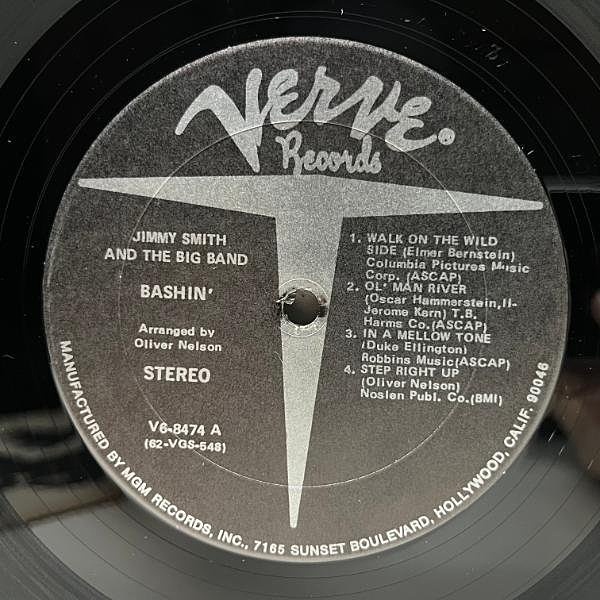 Verve®
Records
JIMMY SMITH
AND THE BIG BAND
BASHIN'
Arranged by
Oliver Nelson
STEREO
V6-8474 A
(62-VGS-548)
1. WALK ON THE WILD
SIDE (Elmer Bernstein)
Columbia Pictures Music
Corp. (ASCAP)
2. OL' MAN RIVER
(Oscar Hammerstein,II-
Jerome Kern) T.B.
Harms Co.(ASCAP)
3. IN A MELLOW TONE
(Duke Ellington)
Robbins Music(ASCAP)
4. STEP RIGHT UP
(Oliver Nelson)
Noslen Publ. Co.(BMI)
MANUFACTURED BY MGM RECORDS, INC., 7165 SUNSET BOULEVARD, HOLLYWOOD, CALIF. 90046